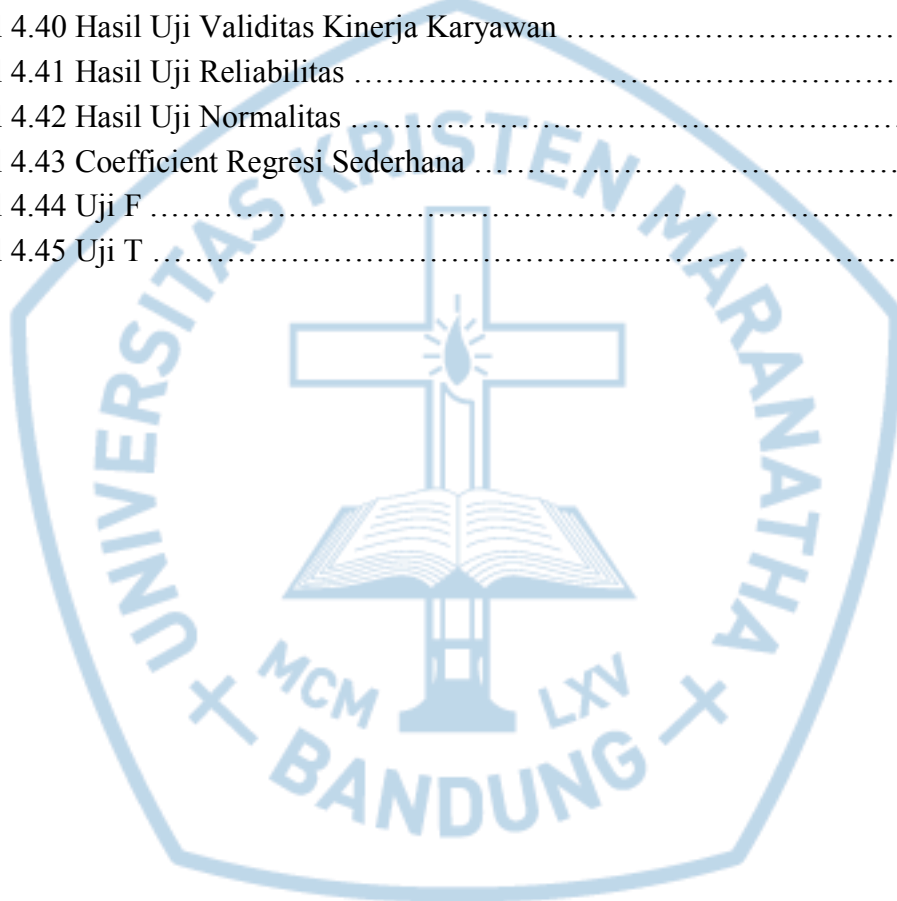 l 4.40 Hasil Uji Validitas Kinerja Karyawan ……………………………
l 4.41 Hasil Uji Reliabilitas ……………………………………………….
l 4.42 Hasil Uji Normalitas ……………………………………………….
l 4.43 Coefficient Regresi Sederhana …………………………………….
l 4.44 Uji F ……………………………………………………………….
l 4.45 Uji T ……………………………………………………………….
UNIVERSITAS KRISTEN MARANATHA
MCM LXV
BANDUNG